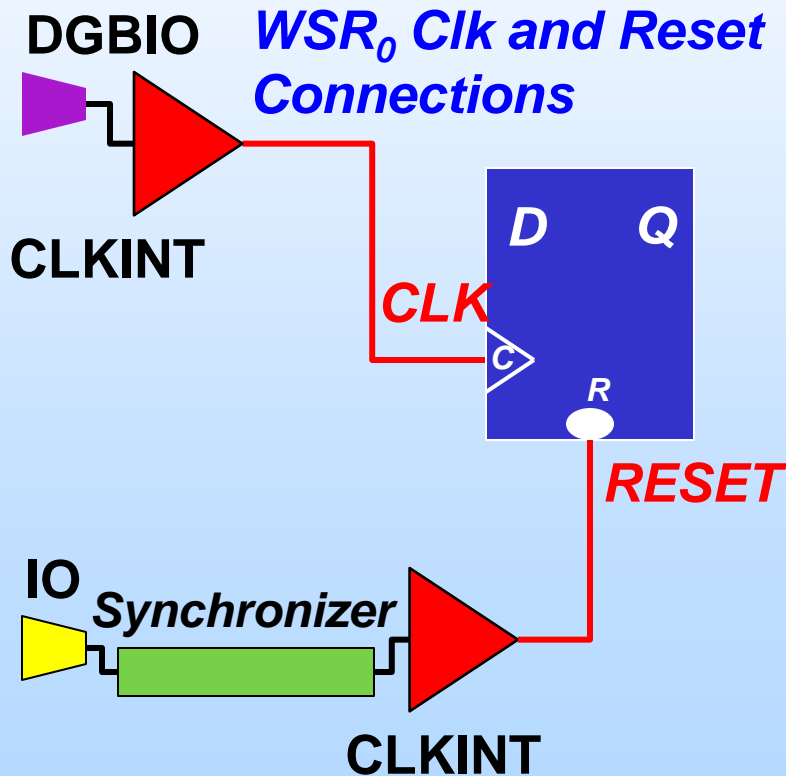 DGBIO
WSR₀ Clk and Reset
Connections
CLKINT
D Q
CLK
C
R
RESET
IO
Synchronizer
CLKINT